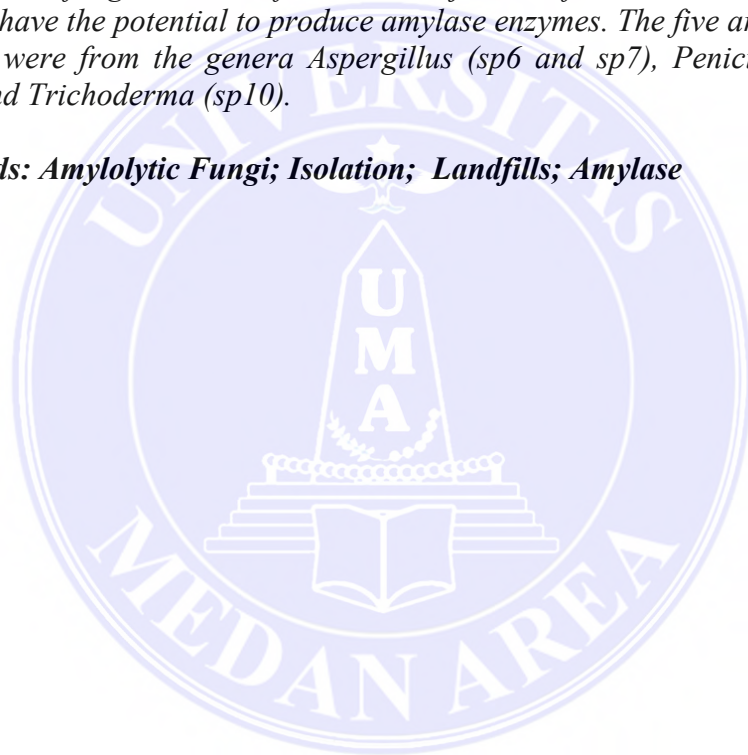 have the potential to produce amylase enzymes. The five
were from the genera Aspergillus (sp6 and sp7),
Trichoderma (sp10).
Amylolytic Fungi; Isolation; Landfills; Amylase
UNIVERSITAS
U
M
A
MEDAN AREA